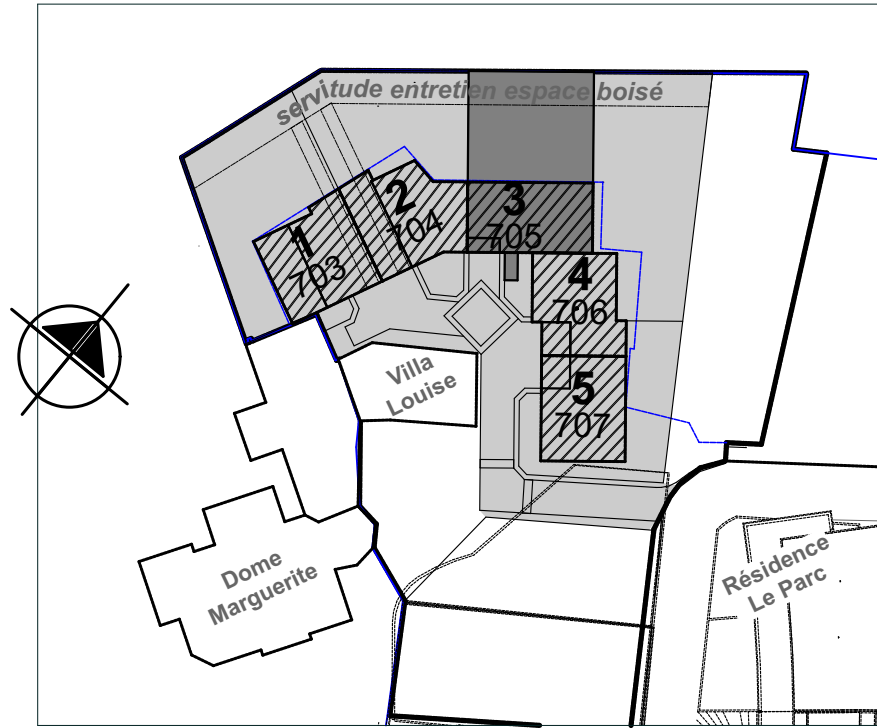 servitude entretien espace boisé
1
703
2
704
3
705
4
706
5
707
Villa
Louise
Dome
Marguerite
Résidence
Le Parc